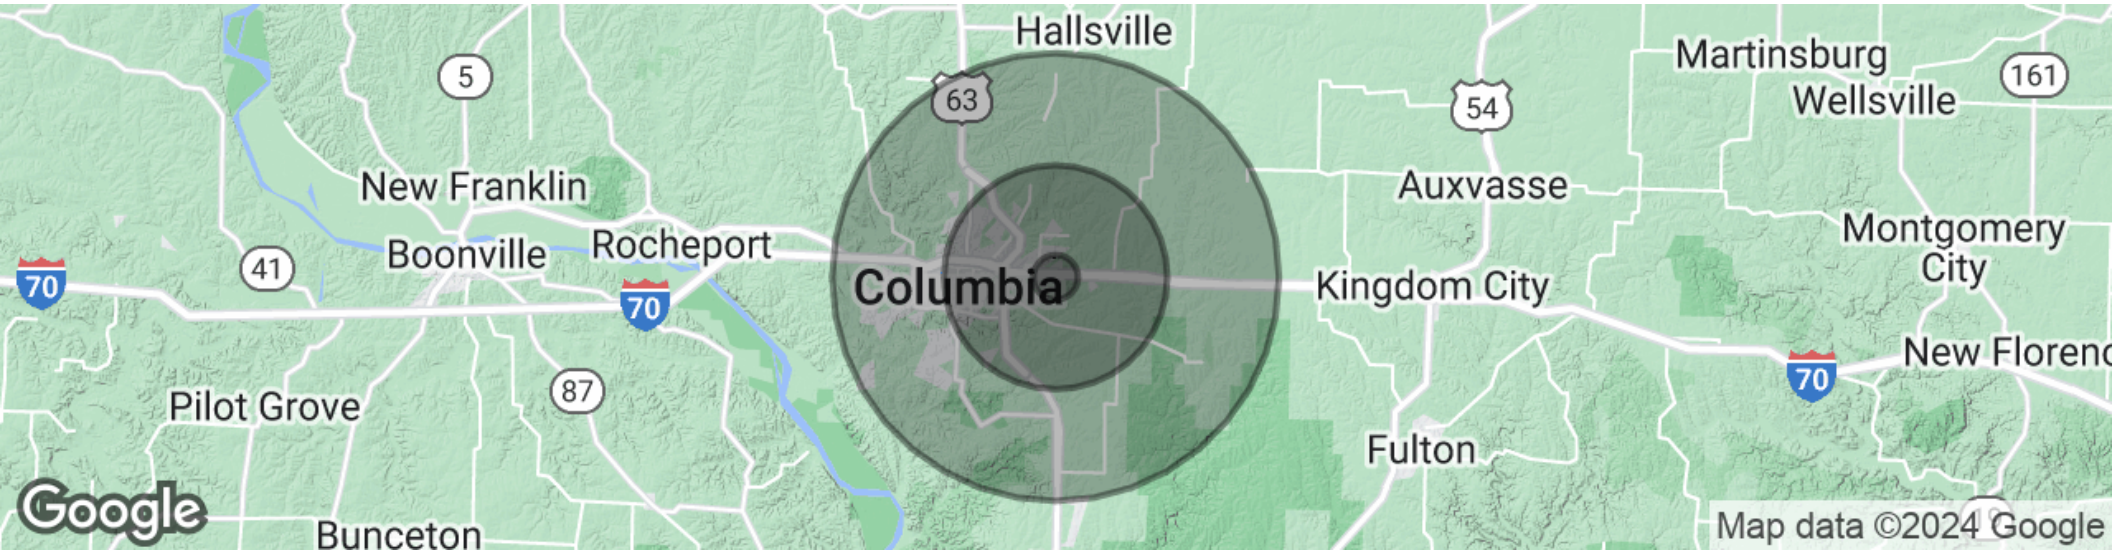 Hallsville
Martinsburg
5
161
63
54
Wellsville
New Franklin
Auxvasse
Montgomery
City
Boonville
Rocheport
41
70
Columbia
Kingdom City
70
New Florenc
70
87
Pilot Grove
Fulton
Google
Bunceton
Map data ©2024 Google